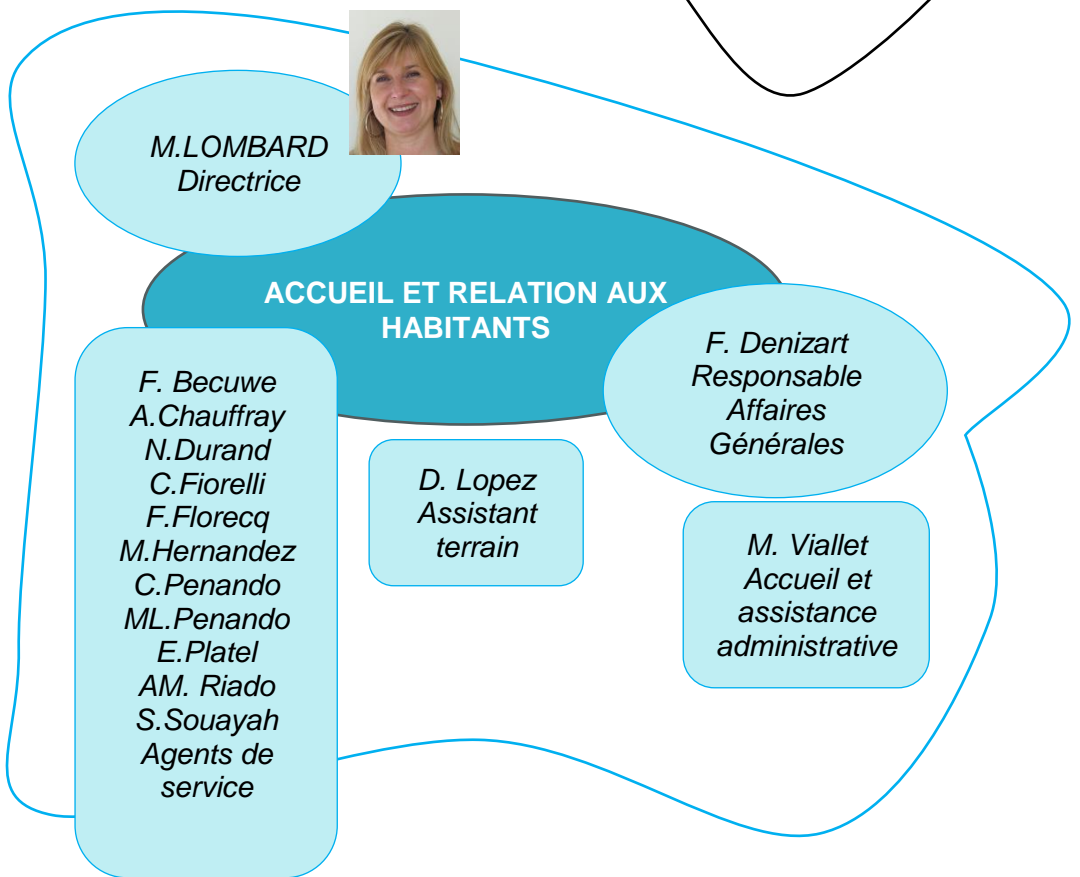 M.LOMBARD
Directrice
ACCUEIL ET RELATION AUX
HABITANTS
F. Denizart
Responsable
Affaires
Générales
F. Becuwe
A.Chauffray
N.Durand
C.Fiorelli
F.Florecq
M.Hernandez
C.Penando
ML.Penando
E.Platel
AM. Riado
S.Souayah
Agents de
service
D. Lopez
Assistant
terrain
M. Viallet
Accueil et
assistance
administrative